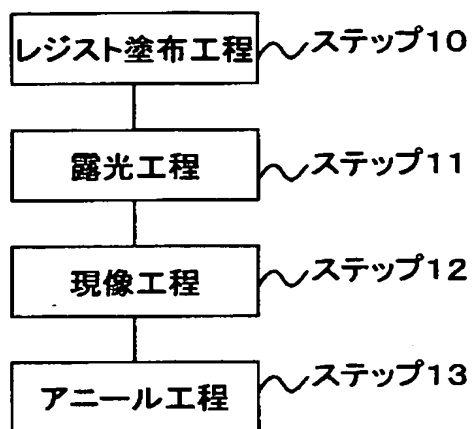 レジスト塗布工程 ステップ10
露光工程 ステップ11
現像工程 ステップ12
アニール工程 ステップ13